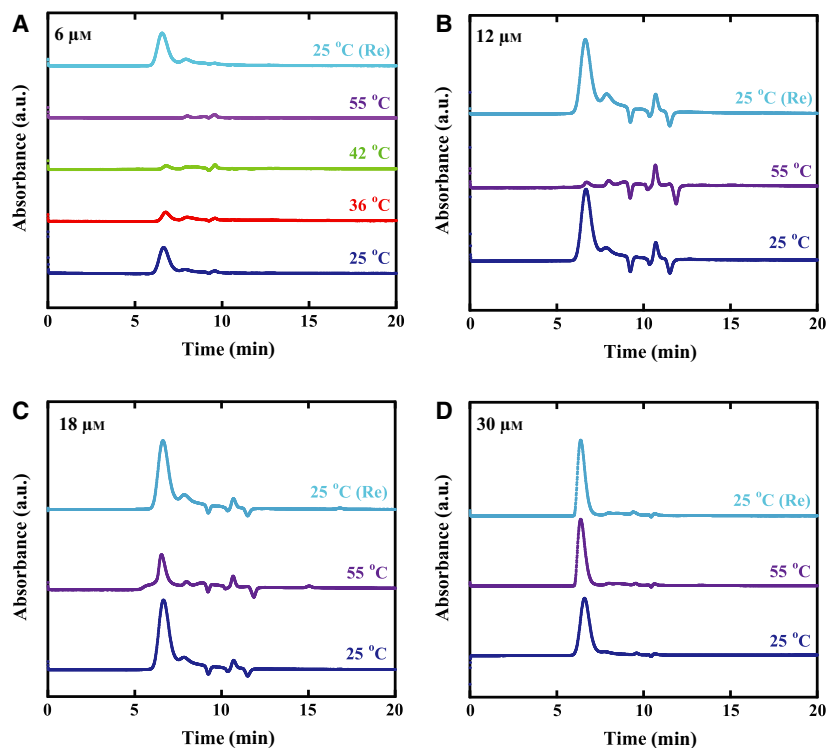 A
6 μM
25 °C (Re)
55 °C
42 °C
36 °C
25 °C
Absorbance (a.u.)
0 5 10 15 20
Time (min)
B
12 μM
25 °C (Re)
55 °C
25 °C
Absorbance (a.u.)
0 5 10 15 20
Time (min)
C
18 μM
25 °C (Re)
55 °C
25 °C
Absorbance (a.u.)
0 5 10 15 20
Time (min)
D
30 μM
25 °C (Re)
55 °C
25 °C
Absorbance (a.u.)
0 5 10 15 20
Time (min)